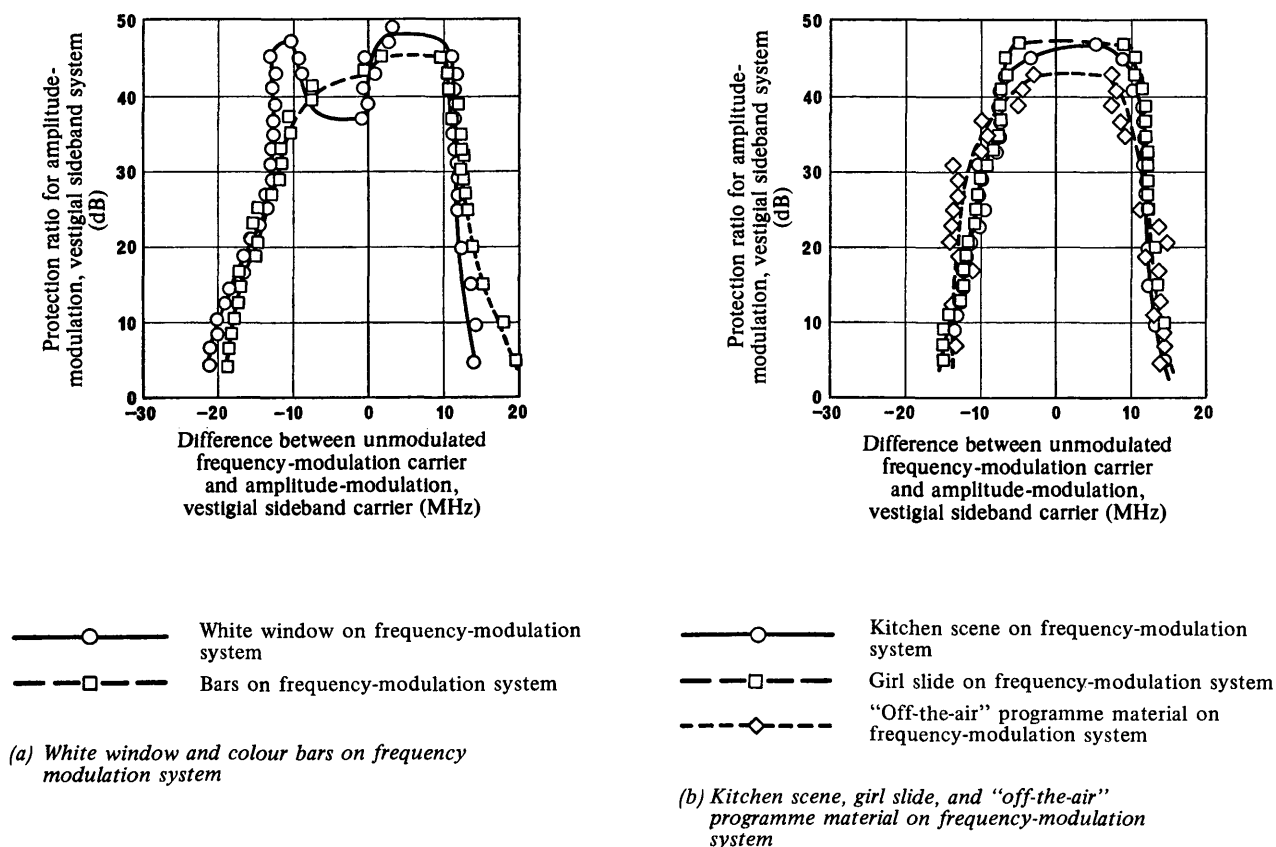 Protection ratio for amplitude-
modulation, vestigial sideband system
(dB)
50
40
30
20
10
0
−30
−20
−10
0
10
20
Difference between unmodulated
frequency-modulation carrier
and amplitude-modulation,
vestigial sideband carrier (MHz)
White window on frequency-modulation
system
Bars on frequency-modulation system
(a) White window and colour bars on frequency
modulation system
Protection ratio for amplitude-
modulation, vestigial sideband system
(dB)
50
40
30
20
10
0
−30
−20
−10
0
10
20
Difference between unmodulated
frequency-modulation carrier
and amplitude-modulation,
vestigial sideband carrier (MHz)
Kitchen scene on frequency-modulation
system
Girl slide on frequency-modulation system
“Off-the-air” programme material on
frequency-modulation system
(b) Kitchen scene, girl slide, and “off-the-air”
programme material on frequency-modulation
system